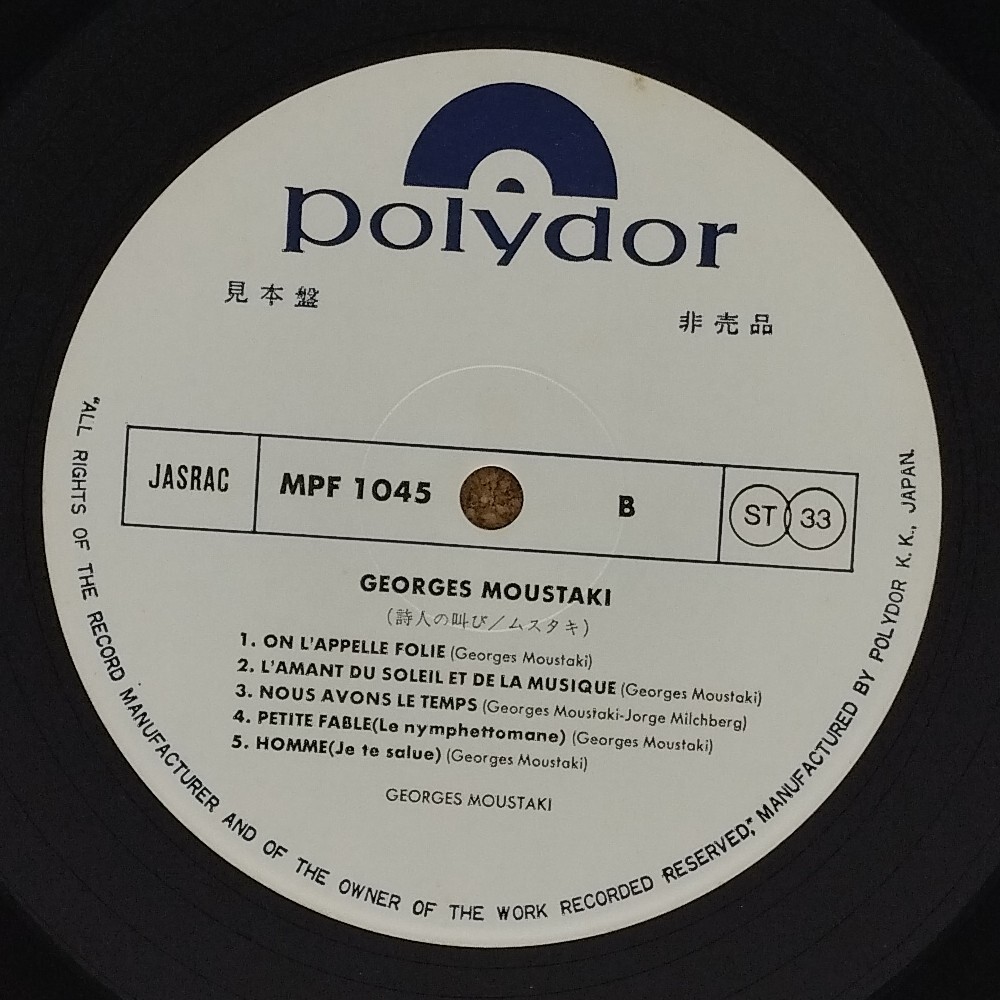 polydor
見本盤
非売品
JASRAC MPF 1045 B ST 33
GEORGES MOUSTAKI
(詩人の叫び/ムスタキ)
1. ON L'APPELLE FOLIE (Georges Moustaki)
2. L'AMANT DU SOLEIL ET DE LA MUSIQUE (Georges Moustaki)
3. NOUS AVONS LE TEMPS (Georges Moustaki-Jorge Milchberg)
4. PETITE FABLE(Le nymphettomane) (Georges Moustaki)
5. HOMME(Je te salue) (Georges Moustaki)
GEORGES MOUSTAKI
"ALL RIGHTS OF THE RECORD MANUFACTURER AND OF THE OWNER OF THE WORK RECORDED RESERVED," MANUFACTURED BY POLYDOR K. K., JAPAN.